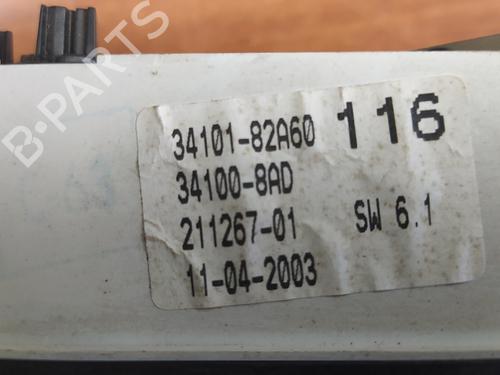 B-PARTS
34101-82A60 116
34100-8AD
211267-01 SW 6.1
11-04-2003